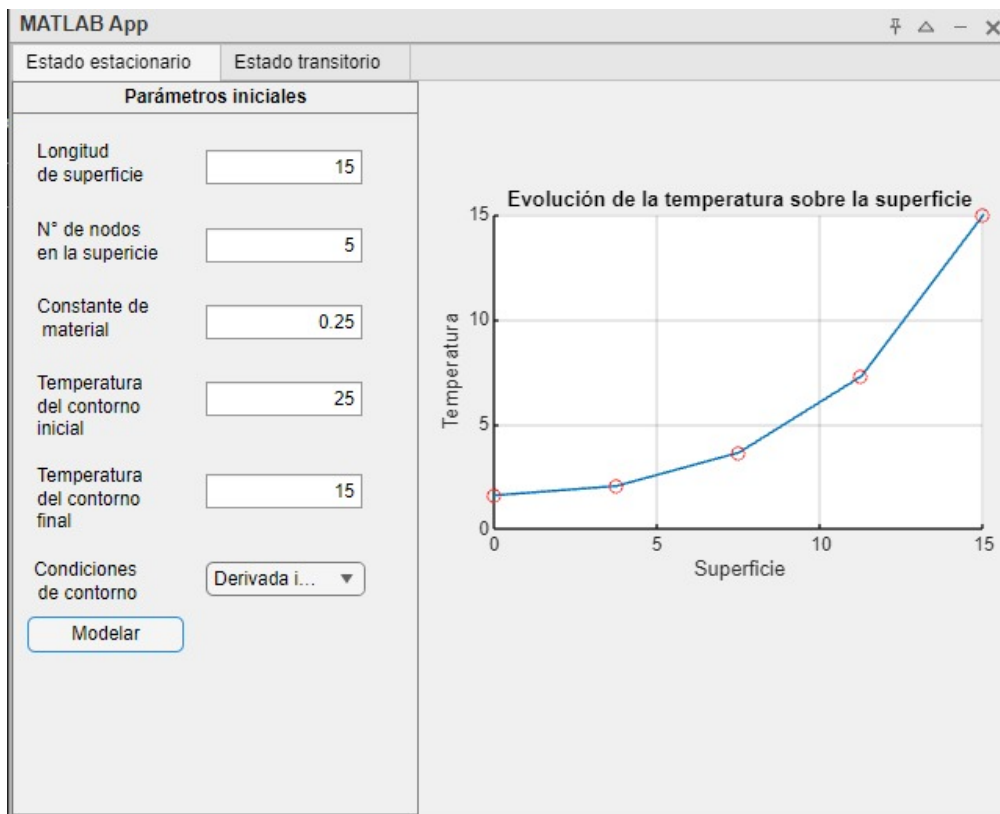 MATLAB App
Estado estacionario
Estado transitorio
Parámetros iniciales
Longitud
de superficie
15
N° de nodos
en la supericie
5
Constante de
material
0.25
Temperatura
del contorno
inicial
25
Temperatura
del contorno
final
15
Condiciones
de contorno
Derivada i...
Modelar
Evolución de la temperatura sobre la superficie
15
10
5
0
Temperatura
0
5
10
15
Superficie